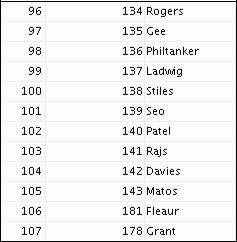 96 134 Rogers
97 135 Gee
98 136 Philtanker
99 137 Ladwig
100 138 Stiles
101 139 Seo
102 140 Patel
103 141 Rajs
104 142 Davies
105 143 Matos
106 181 Fleaur
107 178 Grant